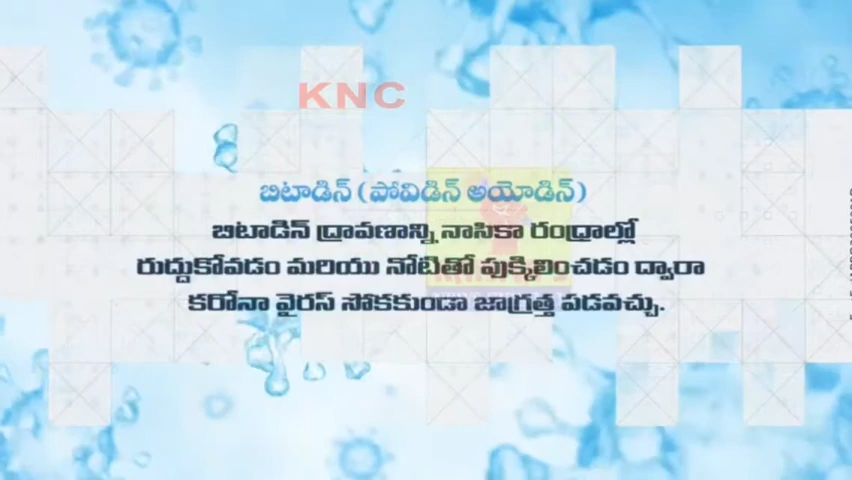 KNC
బిటాడిన్ (పోవిడిన్ అయోడిన్)
బిటాడిన్ ద్రావణాన్ని నాసికా రంధ్రాల్లో
రుద్దుకోవడం మరియు నోటితో పుక్కిలించడం ద్వారా
కరోనా వైరస్ సోకకుండా జాగ్రత్త పడవచ్చు.